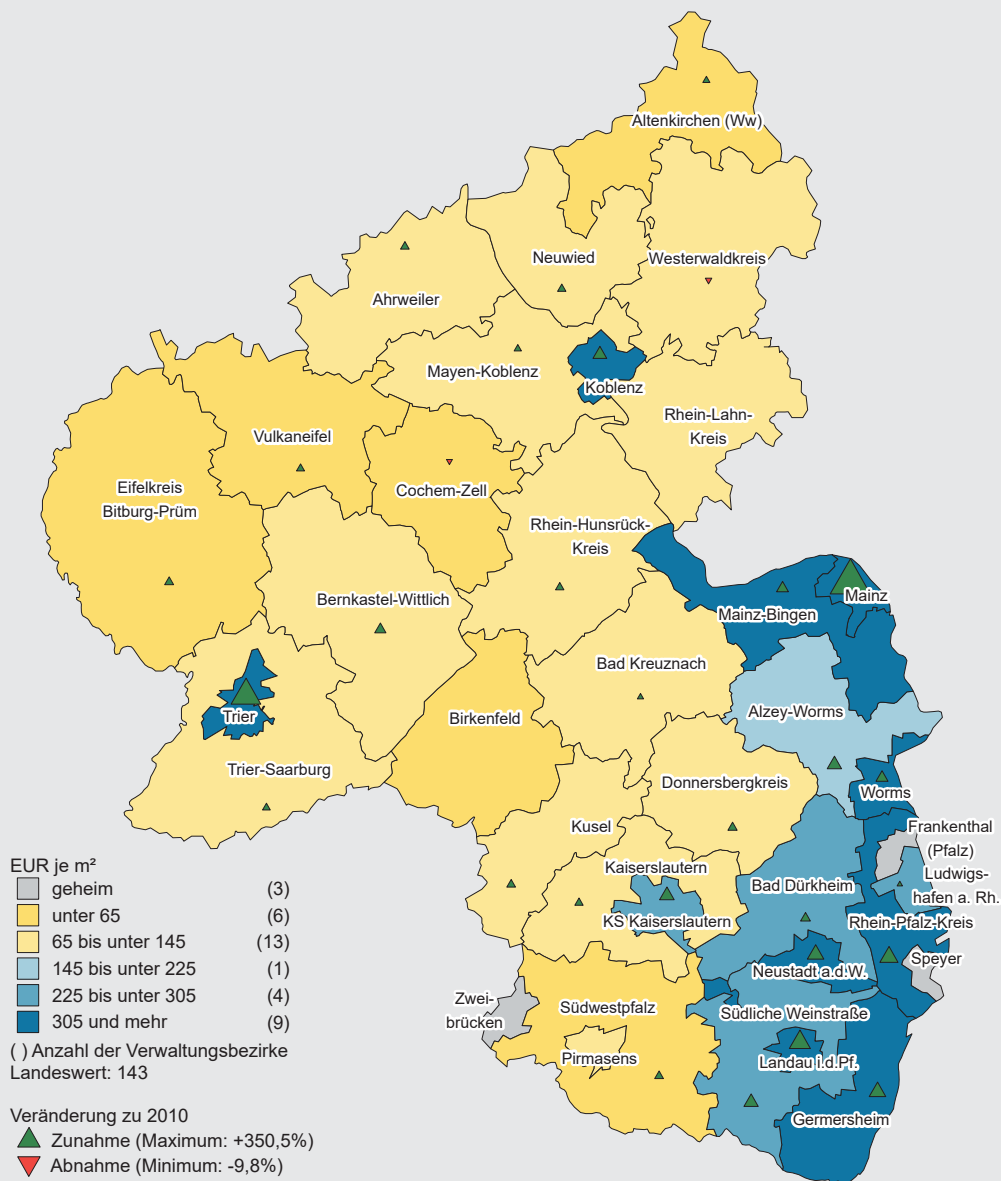 Altenkirchen (Ww)
Neuwied
Westerwaldkreis
Ahrweiler
Mayen-Koblenz
Koblenz
Rhein-Lahn-
Kreis
Vulkaneifel
Cochem-Zell
Eifelkreis
Bitburg-Prüm
Rhein-Hunsrück-
Kreis
Bernkastel-Wittlich
Mainz
Mainz-Bingen
Bad Kreuznach
Trier
Birkenfeld
Alzey-Worms
Trier-Saarburg
Donnersbergkreis
Worms
Kusel
Frankenthal
(Pfalz)
Kaiserslautern
Bad Dürkheim
Ludwigs-
hafen a. Rh.
KS Kaiserslautern
Rhein-Pfalz-Kreis
Neustadt a.d.W.
Speyer
Zwei-
brücken
Südwestpfalz
Südliche Weinstraße
Pirmasens
Landau i.d.Pf.
Germersheim
EUR je m²
geheim (3)
unter 65 (6)
65 bis unter 145 (13)
145 bis unter 225 (1)
225 bis unter 305 (4)
305 und mehr (9)
( ) Anzahl der Verwaltungsbezirke
Landeswert: 143
Veränderung zu 2010
Zunahme (Maximum: +350,5%)
Abnahme (Minimum: -9,8%)